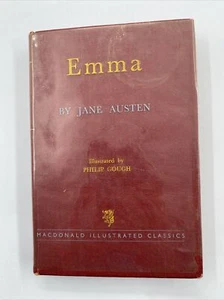 Emma
BY JANE AUSTEN
Illustrated by
PHILIP GOUGH
MACDONALD ILLUSTRATED CLASSICS